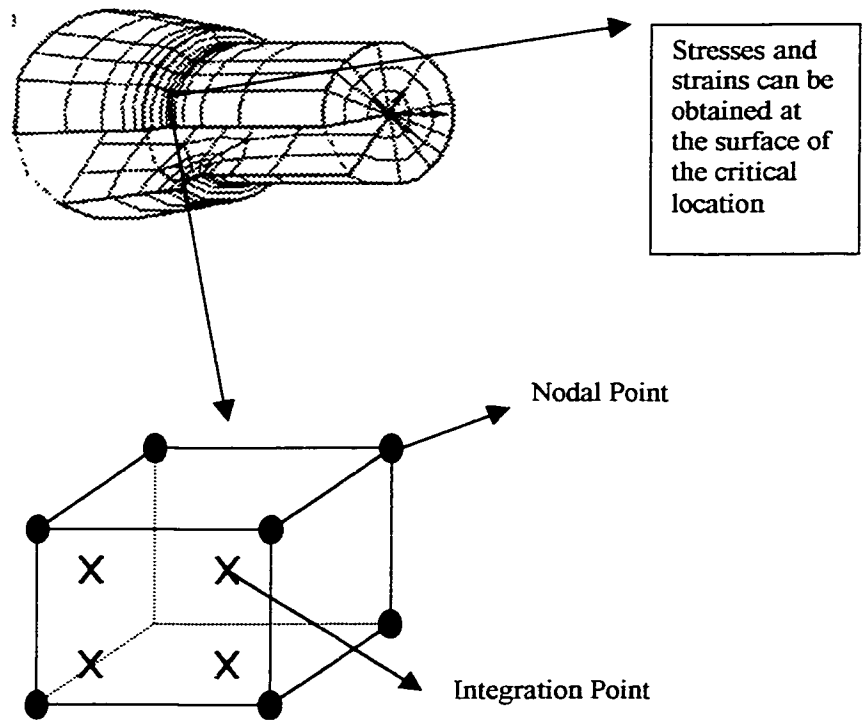 Stresses and
strains can be
obtained at
the surface of
the critical
location
Nodal Point
X X
X X
Integration Point